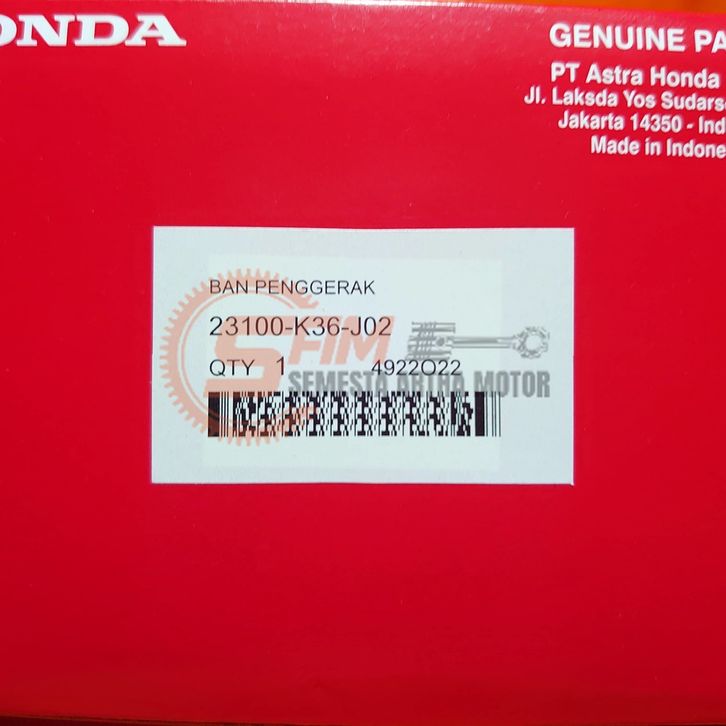 HONDA
GENUINE PA
PT Astra Honda
Jl. Laksda Yos Sudars
Jakarta 14350 - Ind
Made in Indone
BAN PENGGERAK
23100-K36-J02
QTY 1 4922O22
SAM
SEMESTA ARTHA MOTOR